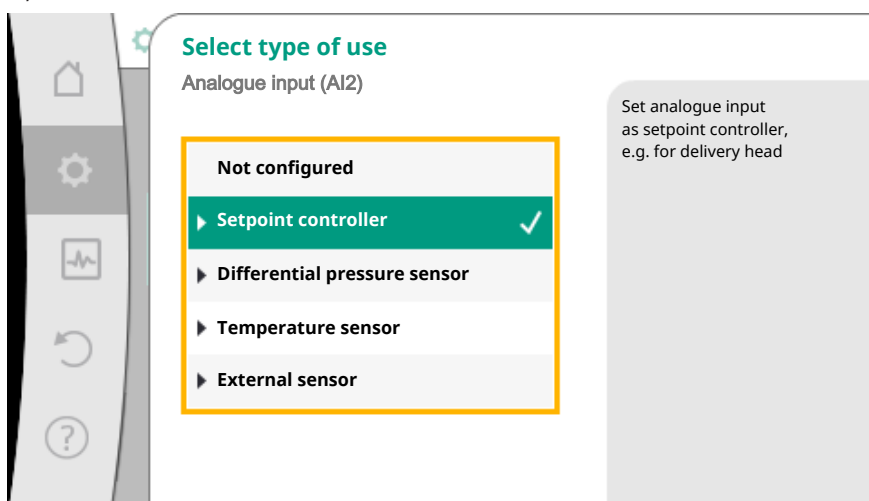 Select type of use
Analogue input (AI2)
Not configured
Setpoint controller
Differential pressure sensor
Temperature sensor
External sensor
Set analogue input
as setpoint controller,
e.g. for delivery head
?